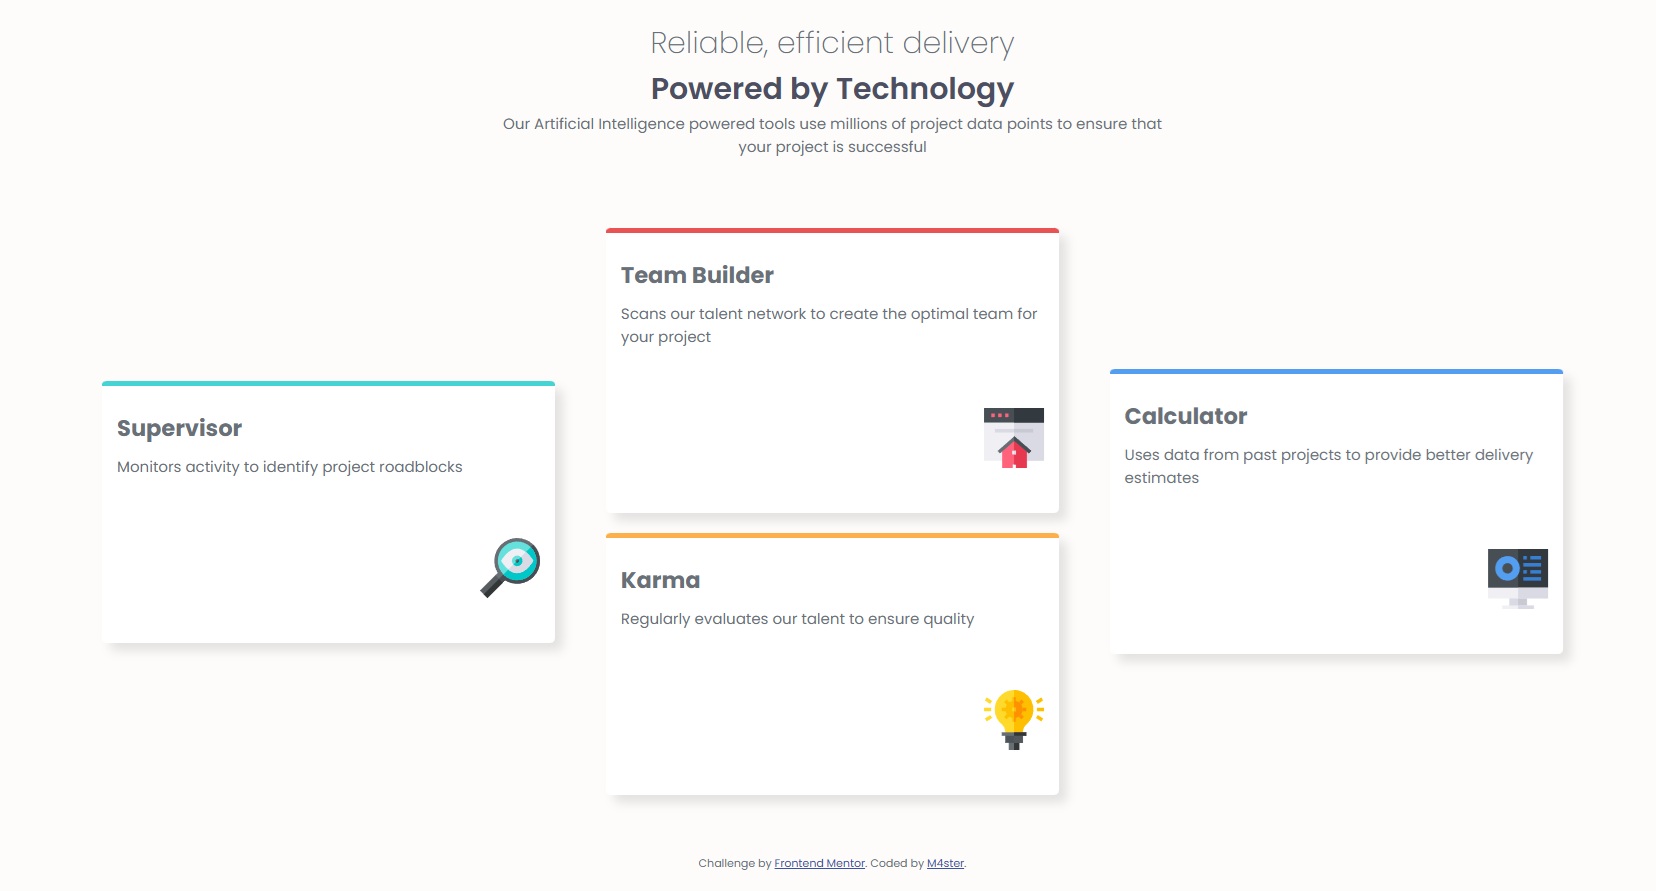 Reliable, efficient delivery
Powered by Technology
Our Artificial Intelligence powered tools use millions of project data points to ensure that
your project is successful
Supervisor
Monitors activity to identify project roadblocks
Team Builder
Scans our talent network to create the optimal team for
your project
Karma
Regularly evaluates our talent to ensure quality
Calculator
Uses data from past projects to provide better delivery
estimates
Challenge by Frontend Mentor. Coded by M4ster.